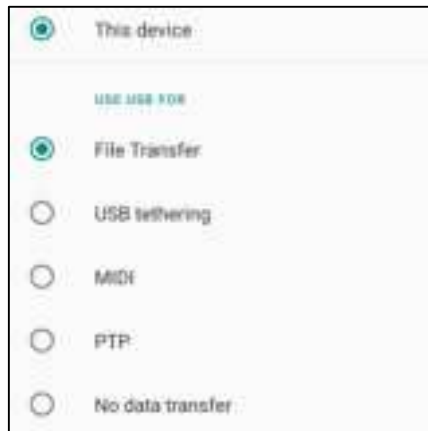 This device
USE USB FOR
File Transfer
USB tethering
MIDI
PTP
No data transfer